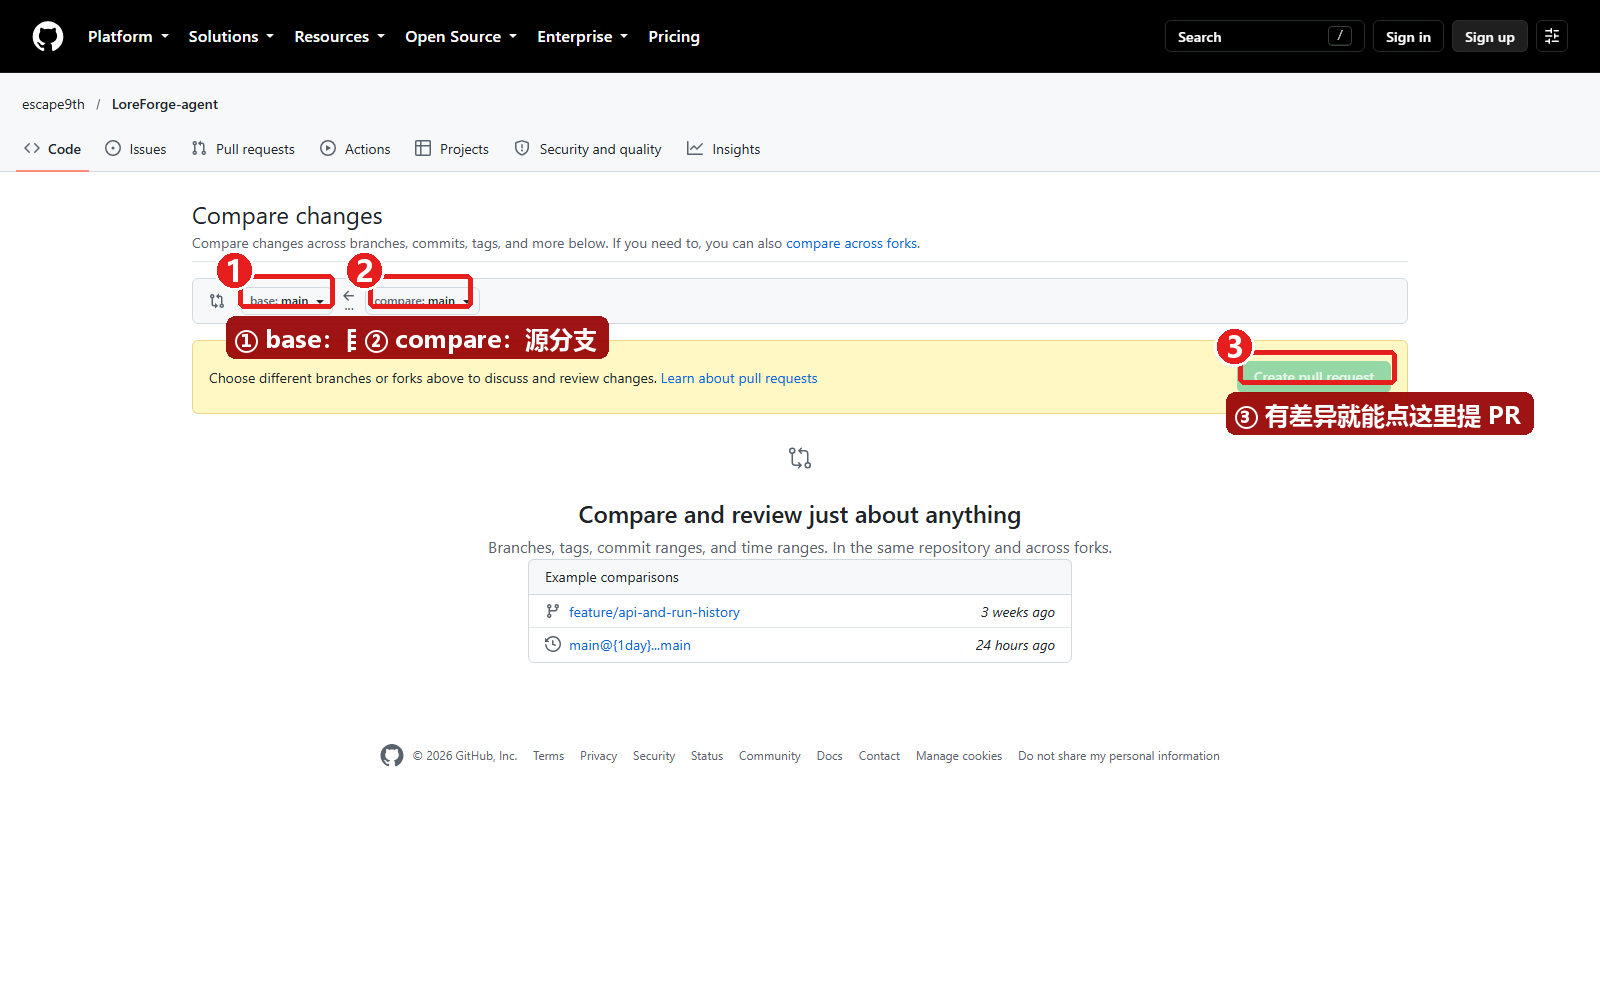 Platform Solutions Resources Open Source Enterprise Pricing Search / Sign in Sign up
escape9th / LoreForge-agent
Code Issues Pull requests Actions Projects Security and quality Insights
Compare changes
Compare changes across branches, commits, tags, and more below. If you need to, you can also compare across forks.
1 2
base: main ← compare: main
...
① base: ② compare: 源分支
3
Choose different branches or forks above to discuss and review changes. Learn about pull requests
Create pull request
③ 有差异就能点这里提 PR
Compare and review just about anything
Branches, tags, commit ranges, and time ranges. In the same repository and across forks.
Example comparisons
feature/api-and-run-history 3 weeks ago
main@{1day}...main 24 hours ago
© 2026 GitHub, Inc. Terms Privacy Security Status Community Docs Contact Manage cookies Do not share my personal information